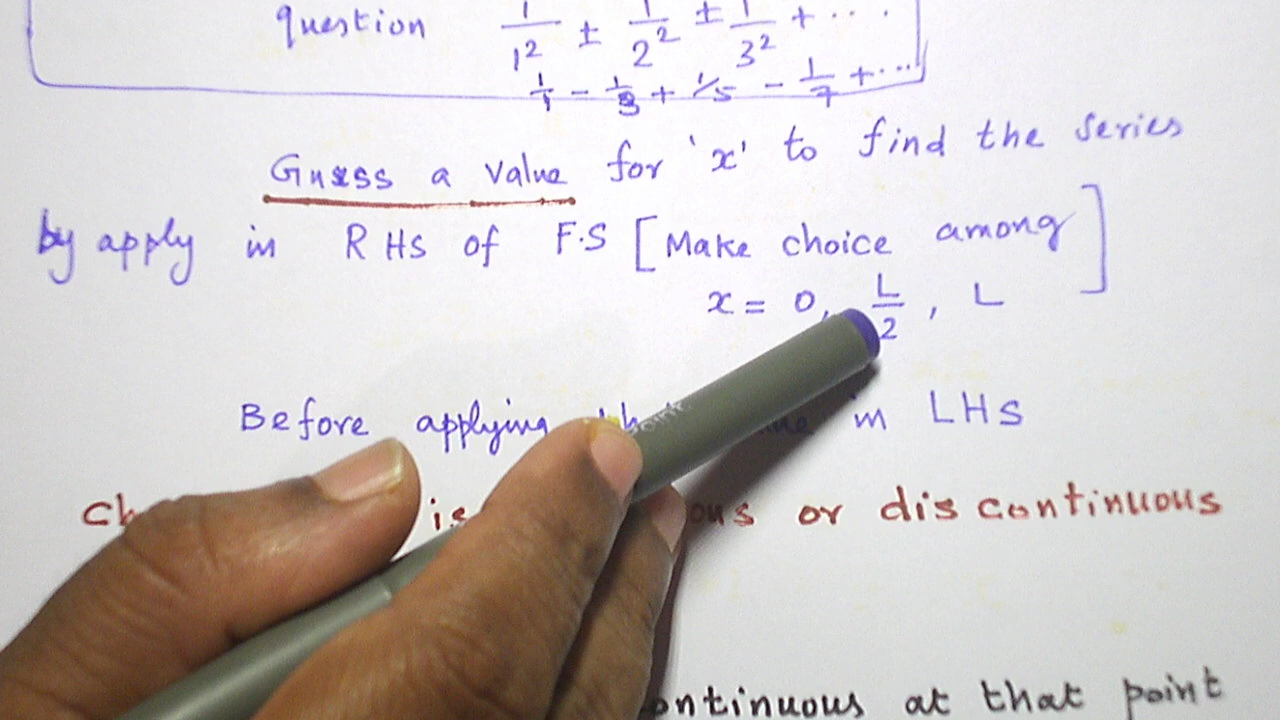 question 1/1² ± 1/2² ± 1/3² + ...
1/1 - 1/3 + 1/5 - 1/7 + ...
Guess a value for 'x' to find the series
by apply in RHS of F.S [Make choice among]
x = 0, L/2, L
Before applying in LHS
is or discontinuous
at that point